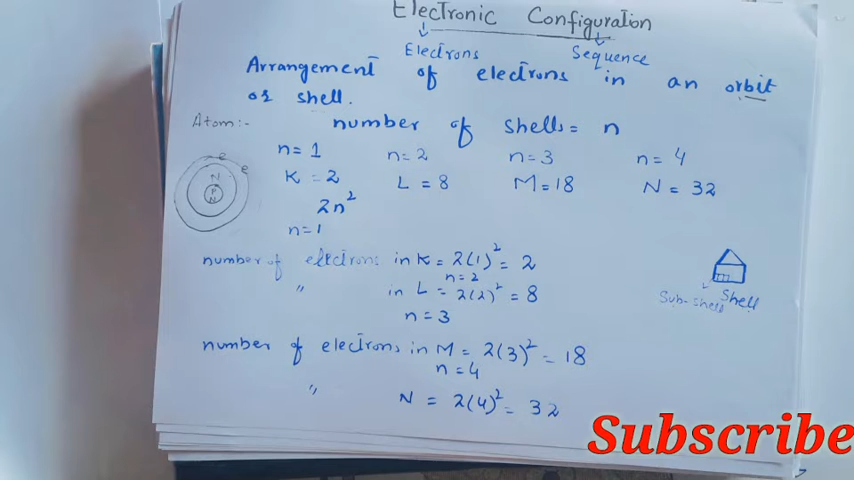 Electronic Configuration
Electrons Sequence
Arrangement of electrons in an orbit
or shell.
Atom:- number of shells = n
n=1 n=2 n=3 n=4
K=2 L=8 M=18 N=32
2n²
n=1
e
e
N
P
N
number of electrons in K = 2(1)² = 2
n=2
" in L = 2(2)² = 8
n=3
Sub-shell Shell
number of electrons in M = 2(3)² = 18
n=4
" N = 2(4)² = 32
Subscribe